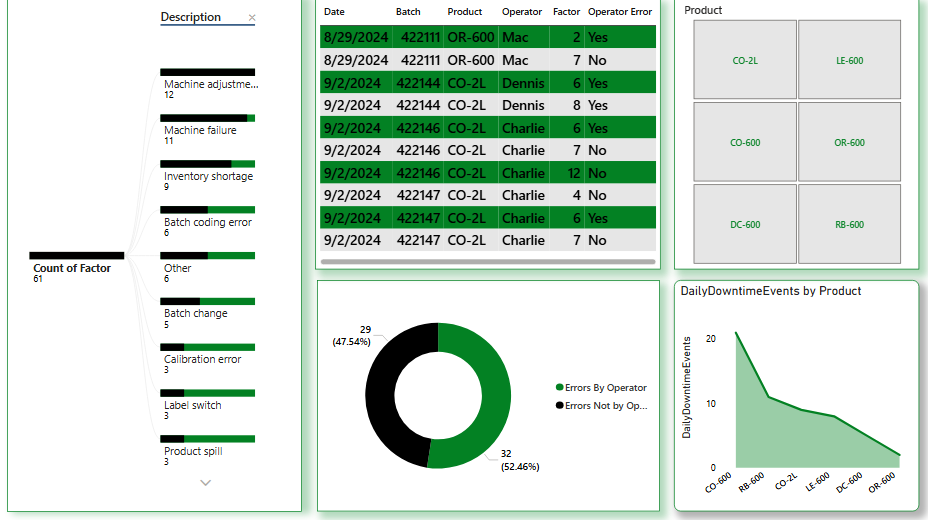 Description ×
Machine adjustme...
12
Machine failure
11
Inventory shortage
9
Batch coding error
6
Count of Factor
61
Other
6
Batch change
5
Calibration error
3
Label switch
3
Product spill
3
Date Batch Product Operator Factor Operator Error
8/29/2024 422111 OR-600 Mac 2 Yes
8/29/2024 422111 OR-600 Mac 7 No
9/2/2024 422144 CO-2L Dennis 6 Yes
9/2/2024 422144 CO-2L Dennis 8 Yes
9/2/2024 422146 CO-2L Charlie 6 Yes
9/2/2024 422146 CO-2L Charlie 7 No
9/2/2024 422146 CO-2L Charlie 12 No
9/2/2024 422147 CO-2L Charlie 4 No
9/2/2024 422147 CO-2L Charlie 6 Yes
9/2/2024 422147 CO-2L Charlie 7 No
Product
CO-2L LE-600
CO-600 OR-600
DC-600 RB-600
29
(47.54%)
32
(52.46%)
Errors By Operator
Errors Not by Op...
DailyDowntimeEvents by Product
DailyDowntimeEvents
20
10
0
CO-600 RB-600 CO-2L LE-600 DC-600 OR-600